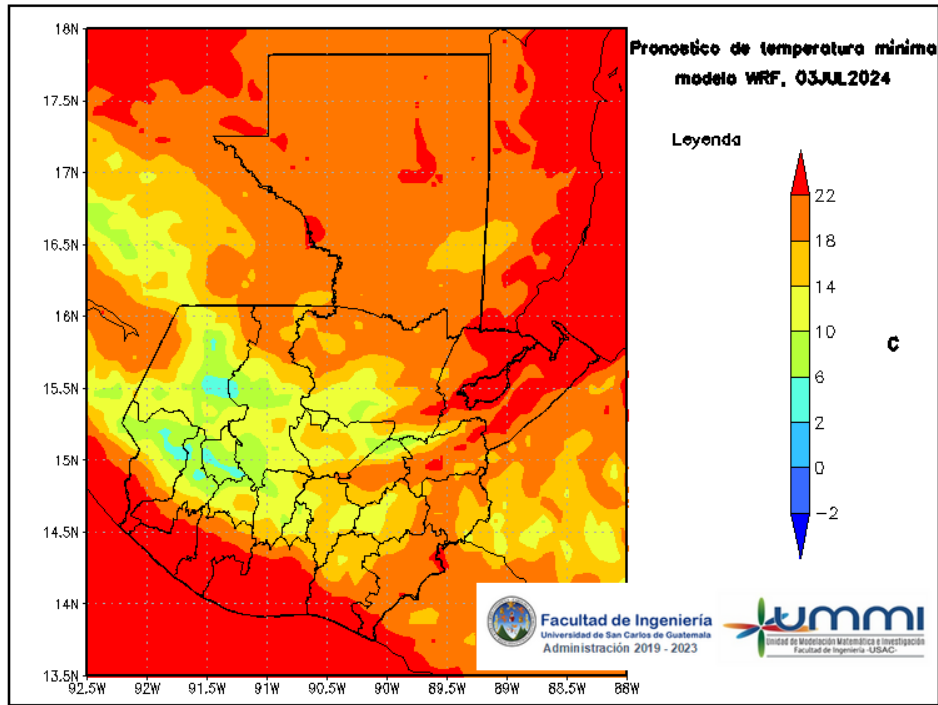 Pronostico de temperatura minima
modelo WRF, 03JUL2024
Leyenda
22
18
14
10
6
2
0
-2
C
18N
17.5N
17N
16.5N
16N
15.5N
15N
14.5N
14N
13.5N
92.5W
92W
91.5W
91W
90.5W
90W
89.5W
89W
88.5W
88W
Facultad de Ingeniería
Universidad de San Carlos de Guatemala
Administración 2019 - 2023
UMMI
Unidad de Modelación Matemática e Investigación
Facultad de Ingeniería -USAC-